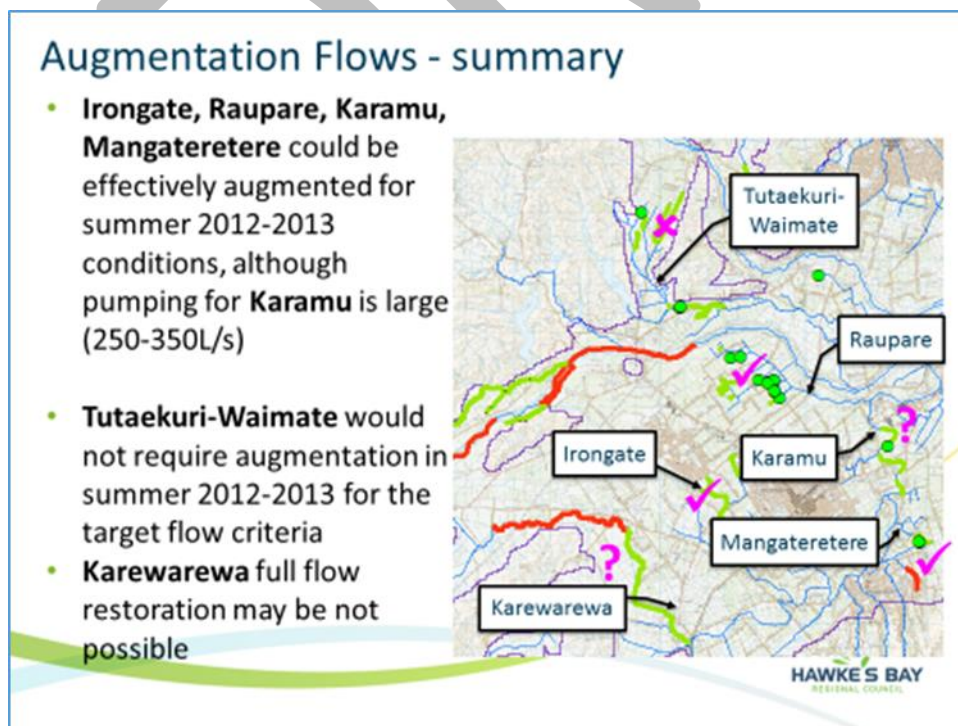 Augmentation Flows - summary
• Irongate, Raupare, Karamu,
Mangateretere could be
effectively augmented for
summer 2012-2013
conditions, although
pumping for Karamu is large
(250-350L/s)
• Tutaekuri-Waimate would
not require augmentation in
summer 2012-2013 for the
target flow criteria
• Karewarewa full flow
restoration may be not
possible
Tutaekuri-
Waimate
Raupare
?
Irongate
Karamu
Mangateretere
?
Karewarewa
HAWKE'S BAY
REGIONAL COUNCIL